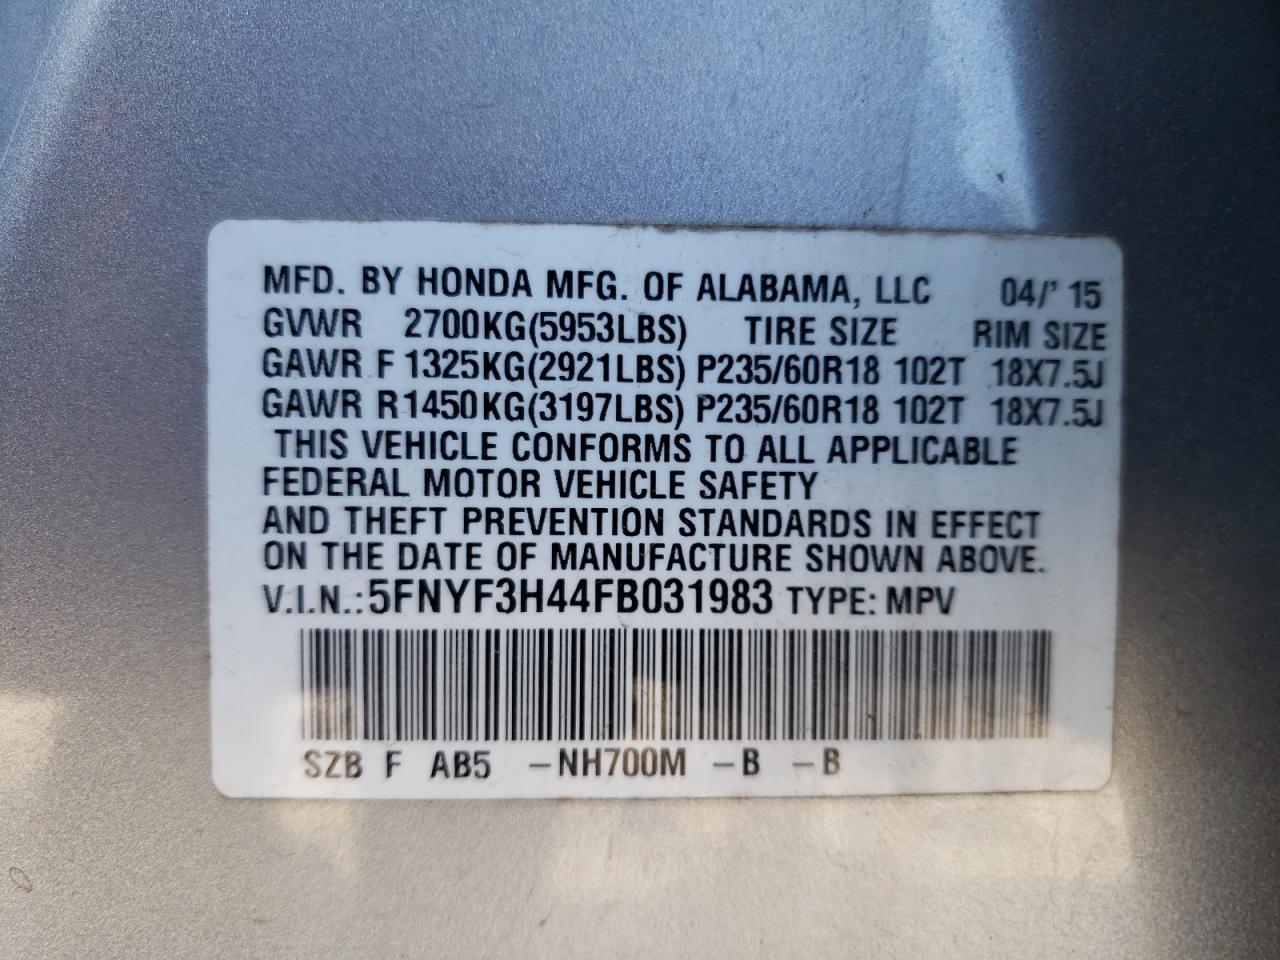 MFD. BY HONDA MFG. OF ALABAMA, LLC 04/' 15
GVWR 2700KG(5953LBS) TIRE SIZE RIM SIZE
GAWR F 1325KG(2921LBS) P235/60R18 102T 18X7.5J
GAWR R1450KG(3197LBS) P235/60R18 102T 18X7.5J
THIS VEHICLE CONFORMS TO ALL APPLICABLE
FEDERAL MOTOR VEHICLE SAFETY
AND THEFT PREVENTION STANDARDS IN EFFECT
ON THE DATE OF MANUFACTURE SHOWN ABOVE.
V.I.N.:5FNYF3H44FB031983 TYPE: MPV
SZB F AB5 –NH700M –B –B